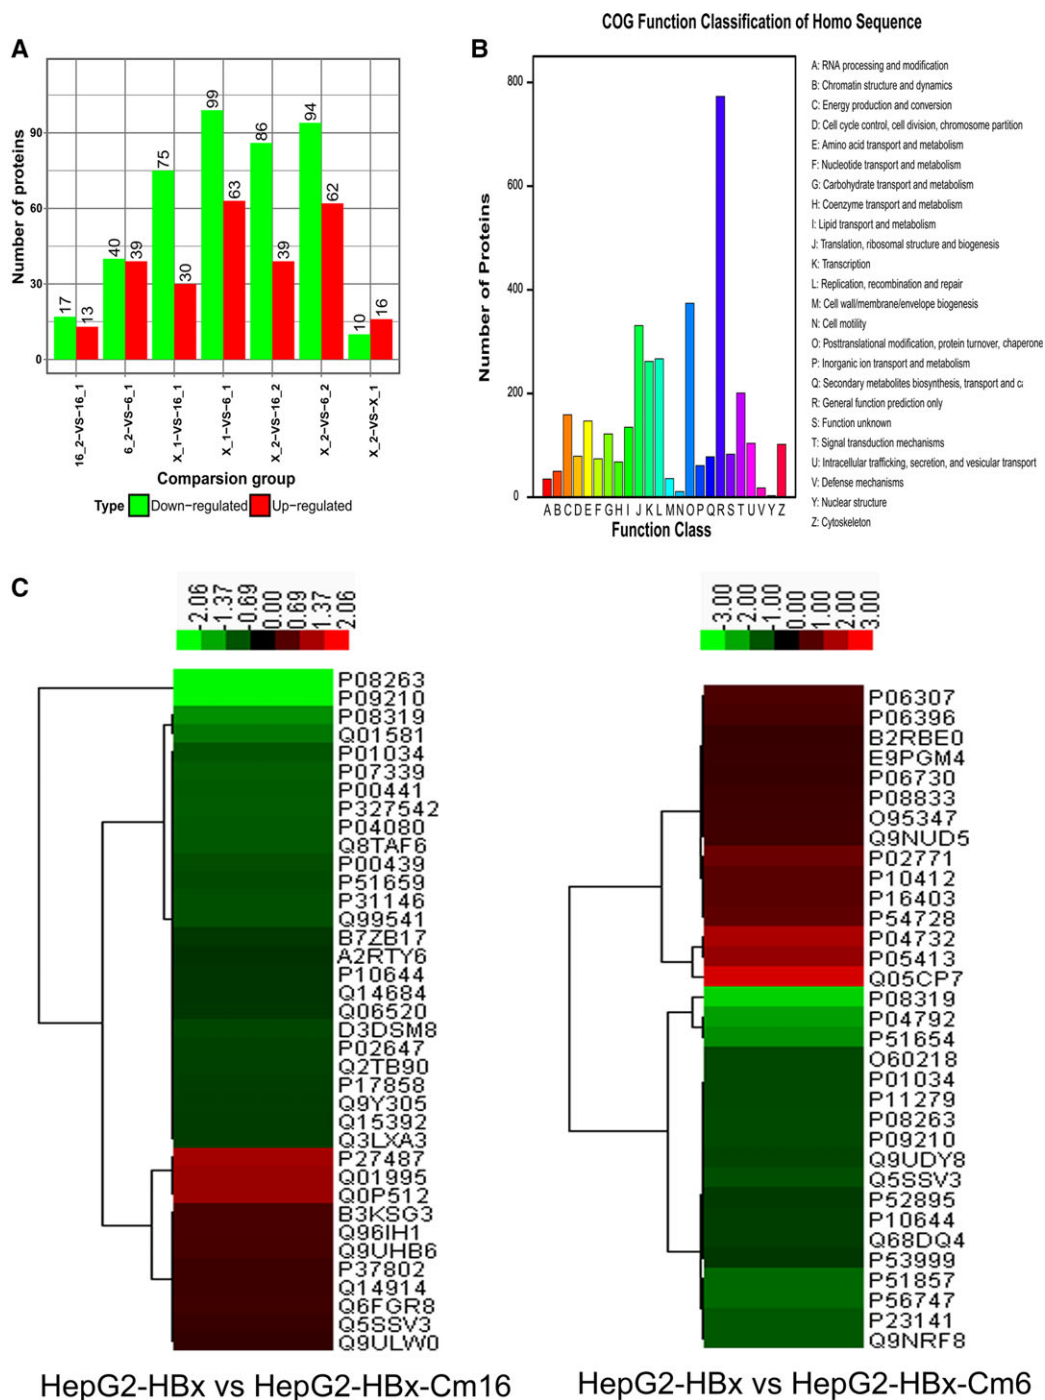 COG Function Classification of Homo Sequence
A
Number of proteins
90
60
30
0
17
13
40
39
75
30
99
63
86
39
94
62
10
16
16_2-VS-16_1
6_2-VS-6_1
X_1-VS-16_1
X_1-VS-6_1
X_2-VS-16_2
X_2-VS-6_2
X_2-VS-X_1
Comparsion group
Type Down-regulated Up-regulated
B
Number of Proteins
800
600
400
200
0
A B C D E F G H I J K L M N O P Q R S T U V Y Z
Function Class
A: RNA processing and modification
B: Chromatin structure and dynamics
C: Energy production and conversion
D: Cell cycle control, cell division, chromosome partition
E: Amino acid transport and metabolism
F: Nucleotide transport and metabolism
G: Carbohydrate transport and metabolism
H: Coenzyme transport and metabolism
I: Lipid transport and metabolism
J: Translation, ribosomal structure and biogenesis
K: Transcription
L: Replication, recombination and repair
M: Cell wall/membrane/envelope biogenesis
N: Cell motility
O: Posttranslational modification, protein turnover, chaperone
P: Inorganic ion transport and metabolism
Q: Secondary metabolites biosynthesis, transport and ca
R: General function prediction only
S: Function unknown
T: Signal transduction mechanisms
U: Intracellular trafficking, secretion, and vesicular transport
V: Defense mechanisms
Y: Nuclear structure
Z: Cytoskeleton
C
2.06 1.37 0.69 0.00 0.69 1.37 2.06
P08263
P09210
P08319
Q01581
P01034
P07339
P00441
P327542
P04080
Q8TAF6
P00439
P51659
P31146
Q99541
B7ZB17
A2RTY6
P10644
Q14684
Q06520
D3DSM8
P02647
Q2TB90
P17858
Q9Y305
Q15392
Q3LXA3
P27487
Q01995
Q0P512
B3KSG3
Q96IH1
Q9UHB6
P37802
Q14914
Q6FGR8
Q5SSV3
Q9ULW0
HepG2-HBx vs HepG2-HBx-Cm16
3.00 2.00 1.00 0.00 1.00 2.00 3.00
P06307
P06396
B2RBE0
E9PGM4
P06730
P08833
O95347
Q9NUD5
P02771
P10412
P16403
P54728
P04732
P05413
Q05CP7
P08319
P04792
P51654
O60218
P01034
P11279
P08263
P09210
Q9UDY8
Q5SSV3
P52895
P10644
Q68DQ4
P53999
P51857
P56747
P23141
Q9NRF8
HepG2-HBx vs HepG2-HBx-Cm6